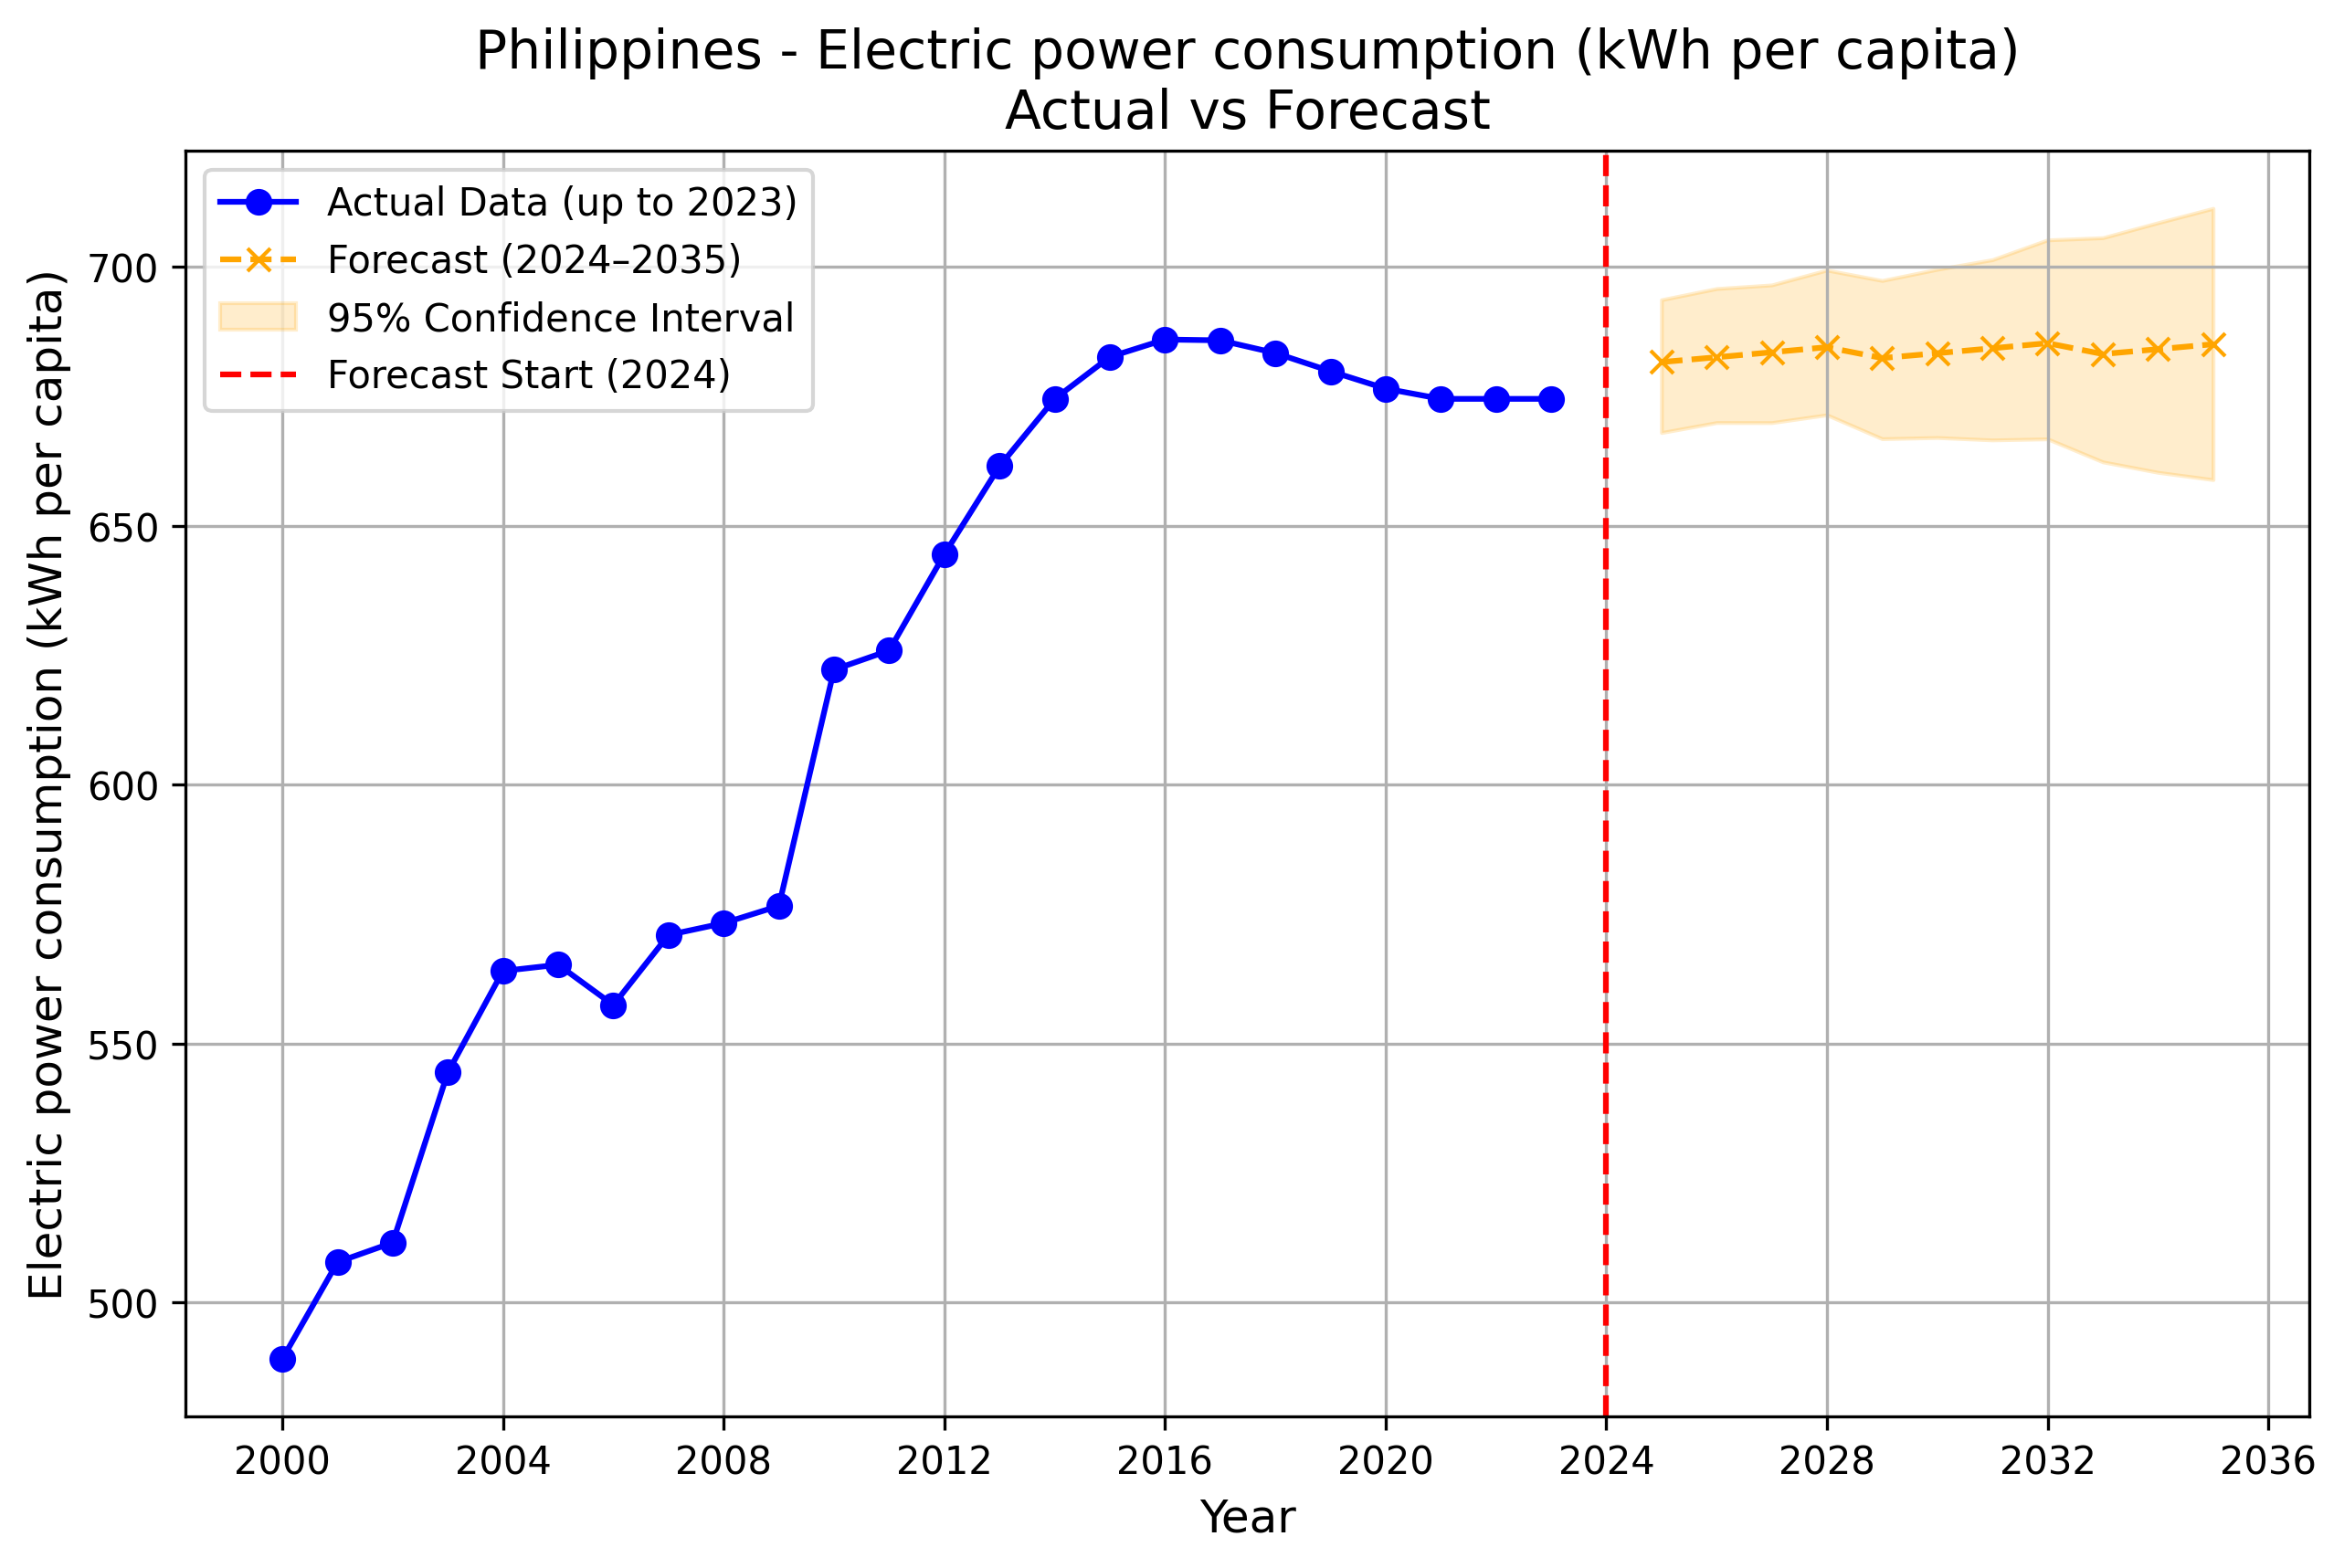 Philippines - Electric power consumption (kWh per capita)
Actual vs Forecast
Actual Data (up to 2023)
Forecast (2024–2035)
95% Confidence Interval
Forecast Start (2024)
Electric power consumption (kWh per capita)
700
650
600
550
500
2000 2004 2008 2012 2016 2020 2024 2028 2032 2036
Year